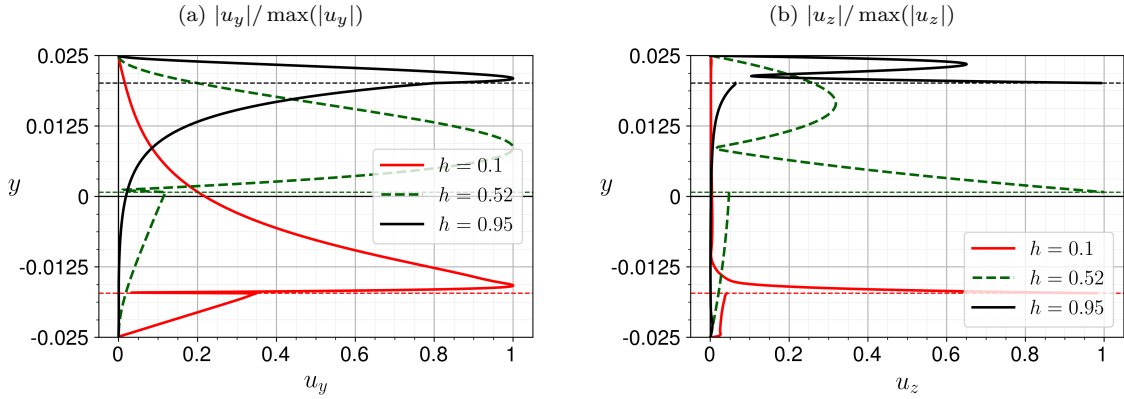 (a) |u_y|/ max(|u_y|)
0.025
0.0125
0
-0.0125
-0.025
y
h = 0.1
h = 0.52
h = 0.95
0 0.2 0.4 0.6 0.8 1
u_y
(b) |u_z|/ max(|u_z|)
0.025
0.0125
0
-0.0125
-0.025
y
h = 0.1
h = 0.52
h = 0.95
0 0.2 0.4 0.6 0.8 1
u_z